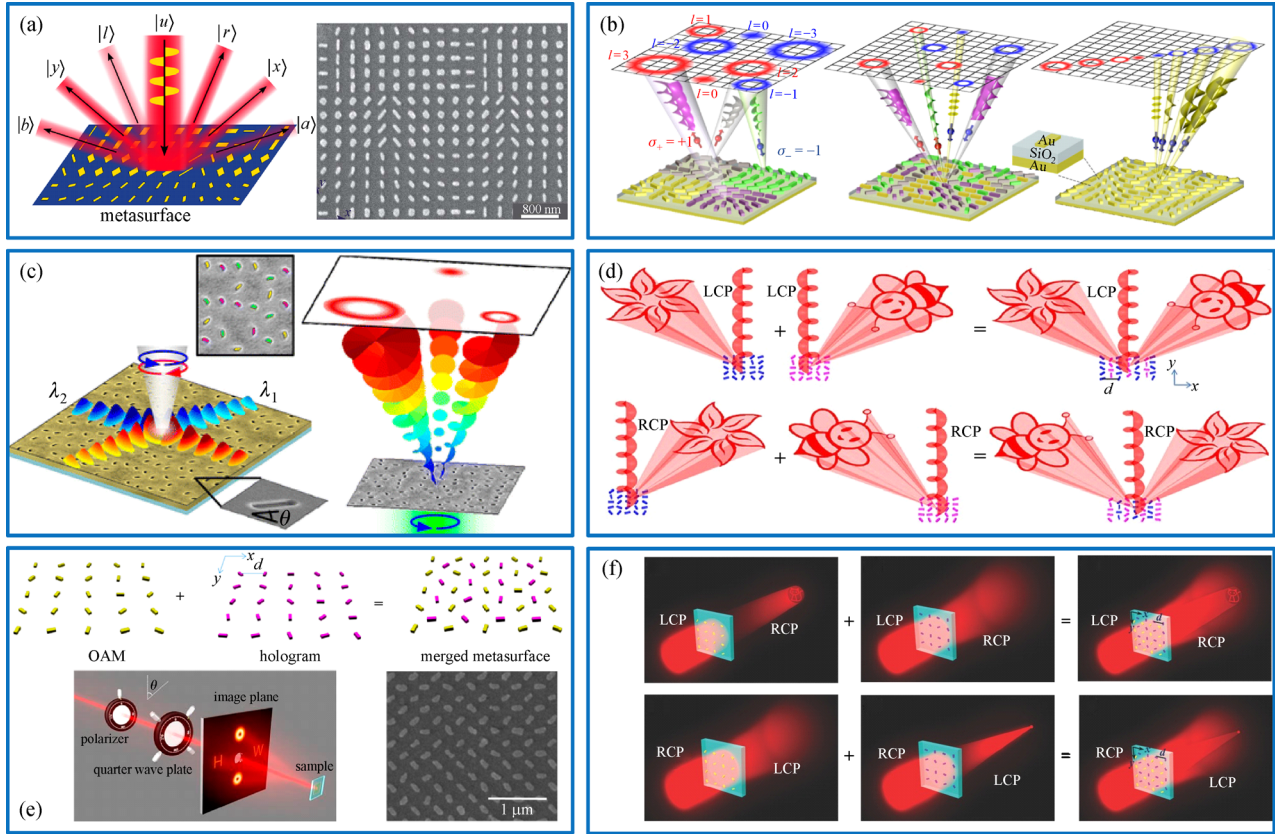 (a)
|u⟩
|l⟩
|r⟩
|y⟩
|x⟩
|b⟩
|a⟩
metasurface
y
x
800 nm
(b)
l=1
l=0
l=−3
l=−2
l=3
l=2
l=0
l=−1
σ₊ = +1
σ₋ = −1
Au
SiO₂
Au
(c)
λ₂
λ₁
θ
(d)
LCP
LCP
LCP
+
=
d
y
x
RCP
RCP
RCP
+
=
x
y
d
+
=
OAM
hologram
merged metasurface
θ
image plane
polarizer
H
W
quarter wave plate
sample
1 μm
(e)
(f)
LCP
RCP
+
LCP
RCP
=
LCP
d
RCP
RCP
LCP
+
RCP
LCP
=
RCP
d
LCP